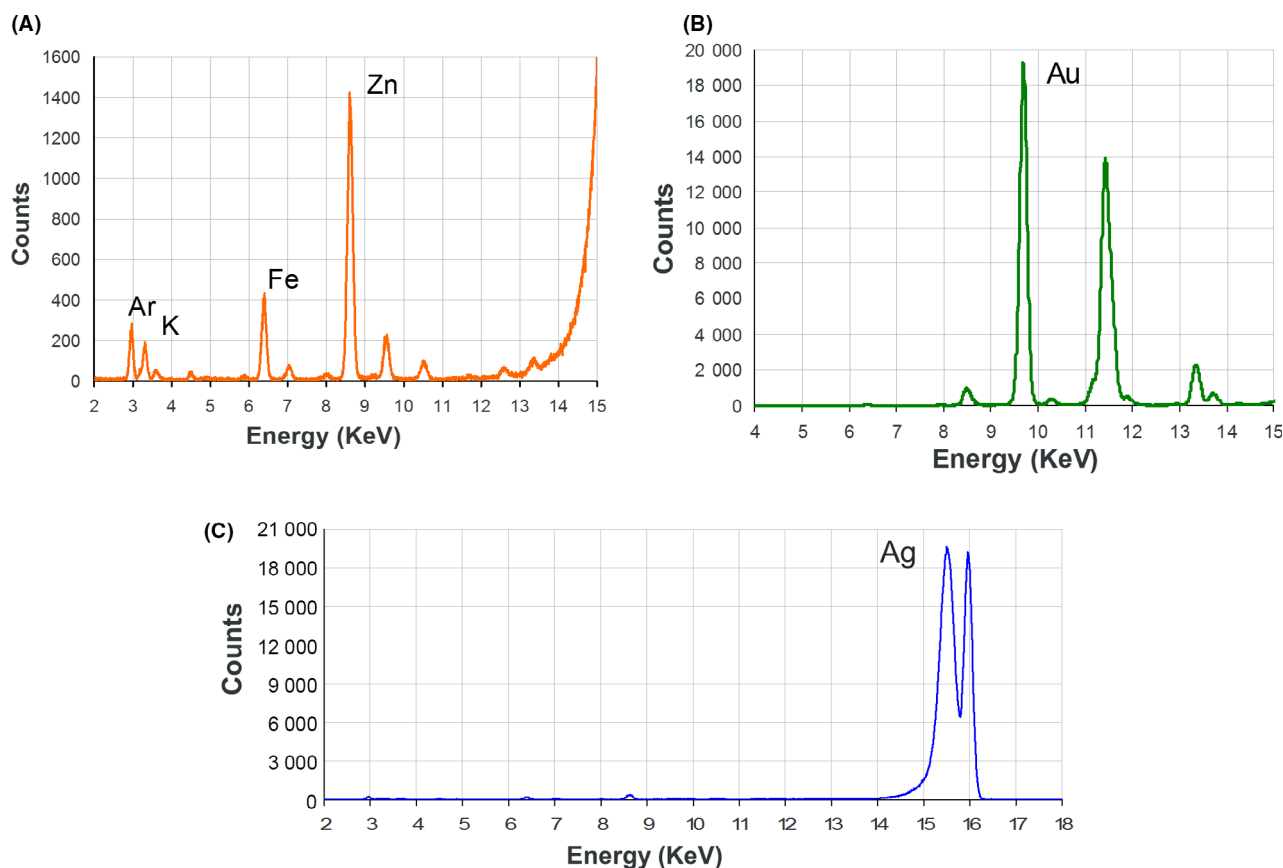 (A)
1600
1400
1200
1000
800
600
400
200
0
Counts
Ar
K
Fe
Zn
2 3 4 5 6 7 8 9 10 11 12 13 14 15
Energy (KeV)
(B)
20 000
18 000
16 000
14 000
12 000
10 000
8 000
6 000
4 000
2 000
0
Counts
Au
4 5 6 7 8 9 10 11 12 13 14 15
Energy (KeV)
(C)
21 000
18 000
15 000
12 000
9 000
6 000
3 000
0
Counts
Ag
2 3 4 5 6 7 8 9 10 11 12 13 14 15 16 17 18
Energy (KeV)